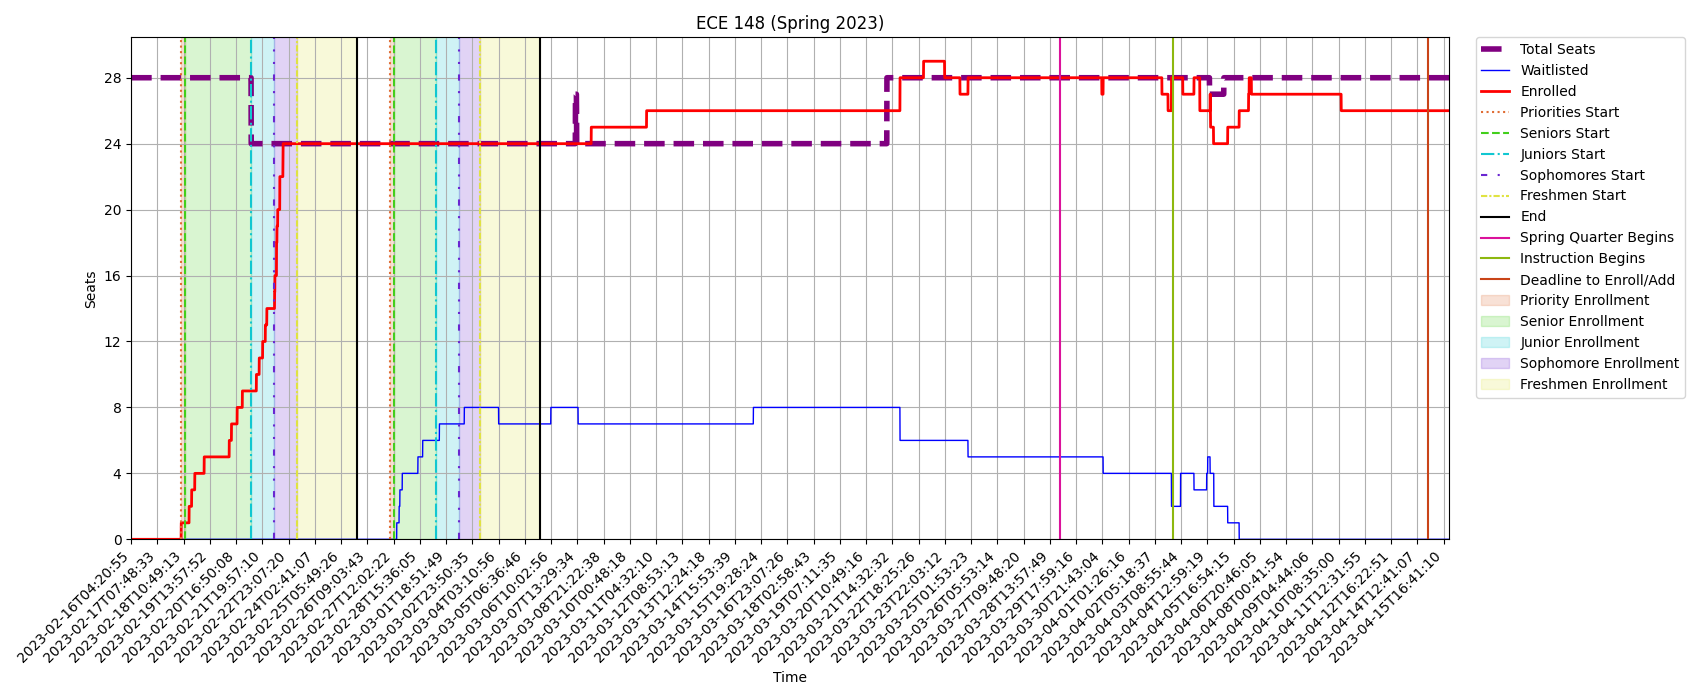 ECE 148 (Spring 2023)
Seats
28
24
20
16
12
8
4
0
2023-02-16T04:20:55
2023-02-17T07:48:33
2023-02-18T10:49:13
2023-02-19T13:57:52
2023-02-20T16:50:08
2023-02-21T19:57:10
2023-02-22T23:07:20
2023-02-24T02:41:07
2023-02-25T05:49:26
2023-02-26T09:03:43
2023-02-27T12:02:22
2023-02-28T15:36:05
2023-03-01T18:51:49
2023-03-02T23:50:35
2023-03-04T03:10:56
2023-03-05T06:36:46
2023-03-06T10:02:56
2023-03-07T13:29:34
2023-03-08T21:22:38
2023-03-10T00:48:18
2023-03-11T04:32:10
2023-03-12T08:53:13
2023-03-13T12:24:18
2023-03-14T15:53:39
2023-03-15T19:28:24
2023-03-16T23:07:26
2023-03-18T02:58:43
2023-03-19T07:11:35
2023-03-20T10:49:16
2023-03-21T14:32:32
2023-03-22T18:25:26
2023-03-23T22:03:12
2023-03-25T01:53:23
2023-03-26T05:53:14
2023-03-27T09:48:20
2023-03-28T13:57:49
2023-03-29T17:59:16
2023-03-30T21:43:04
2023-04-01T01:26:16
2023-04-02T05:18:37
2023-04-03T08:55:44
2023-04-04T12:59:19
2023-04-05T16:54:15
2023-04-06T20:46:05
2023-04-08T00:41:54
2023-04-09T04:44:06
2023-04-10T08:35:00
2023-04-11T12:31:55
2023-04-12T16:22:51
2023-04-14T12:41:07
2023-04-15T16:41:10
Time
Total Seats
Waitlisted
Enrolled
Priorities Start
Seniors Start
Juniors Start
Sophomores Start
Freshmen Start
End
Spring Quarter Begins
Instruction Begins
Deadline to Enroll/Add
Priority Enrollment
Senior Enrollment
Junior Enrollment
Sophomore Enrollment
Freshmen Enrollment